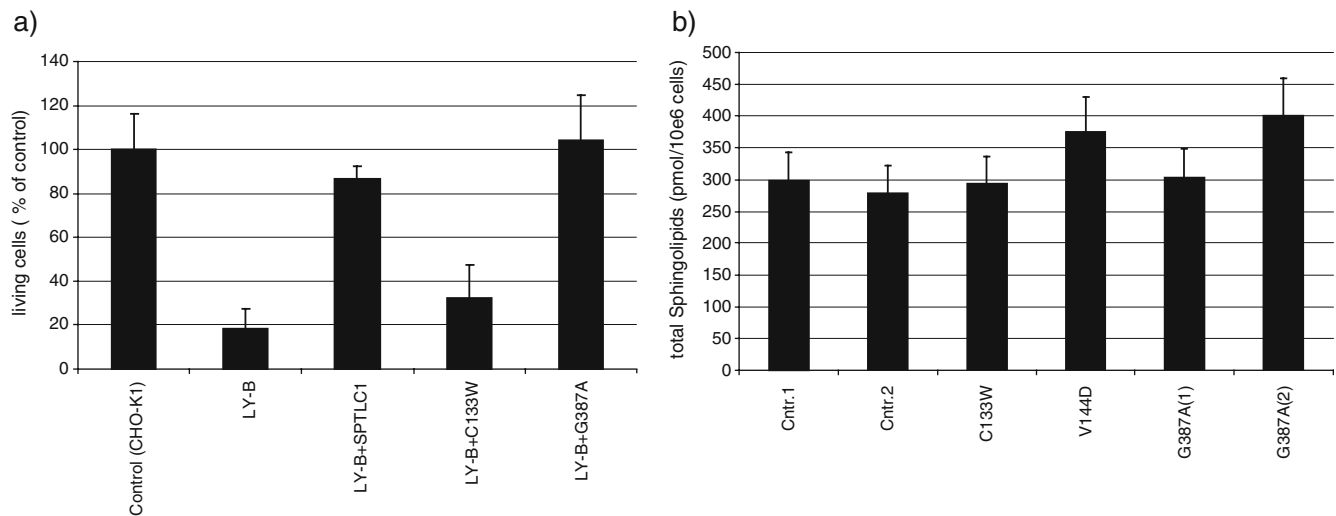 a)
living cells ( % of control)
140
120
100
80
60
40
20
0
Control (CHO-K1)
LY-B
LY-B+SPTLC1
LY-B+C133W
LY-B+G387A
b)
total Sphingolipids (pmol/10e6 cells)
500
450
400
350
300
250
200
150
100
50
0
Cntr.1
Cntr.2
C133W
V144D
G387A(1)
G387A(2)